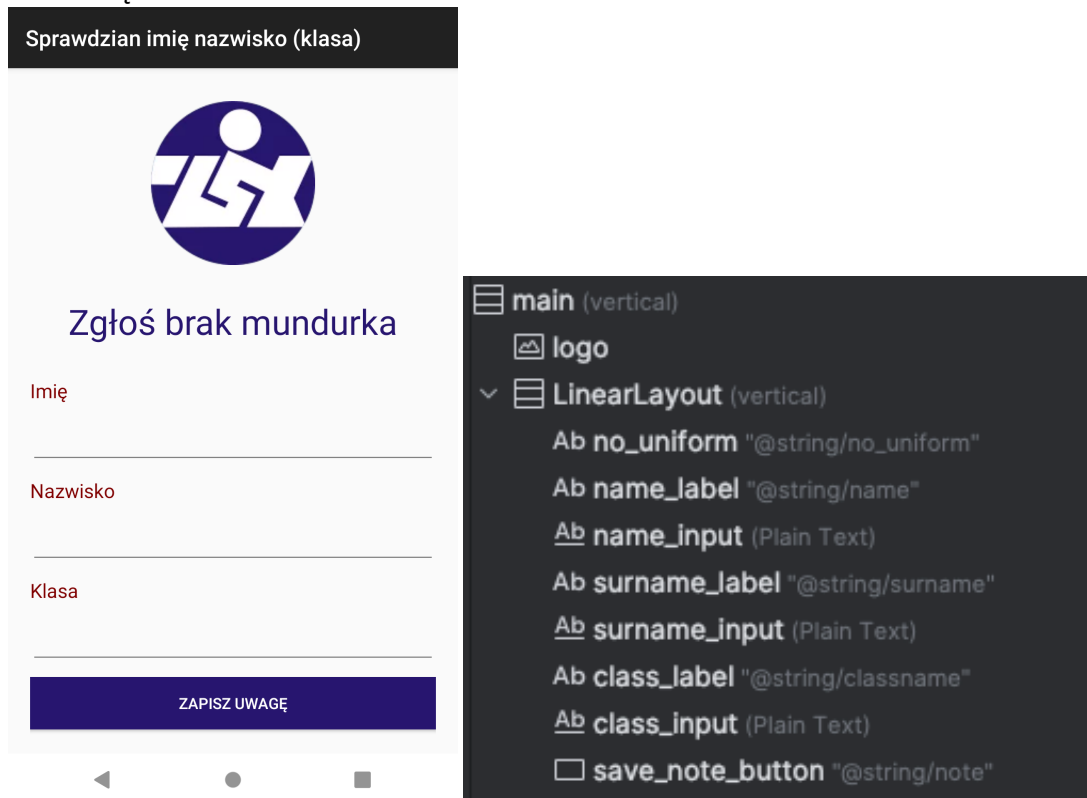 Sprawdzian imię nazwisko (klasa)
Zgłoś brak mundurka
Imię
Nazwisko
Klasa
ZAPISZ UWAGĘ
main (vertical)
logo
LinearLayout (vertical)
Ab no_uniform "@string/no_uniform"
Ab name_label "@string/name"
Ab name_input (Plain Text)
Ab surname_label "@string/surname"
Ab surname_input (Plain Text)
Ab class_label "@string/classname"
Ab class_input (Plain Text)
save_note_button "@string/note"